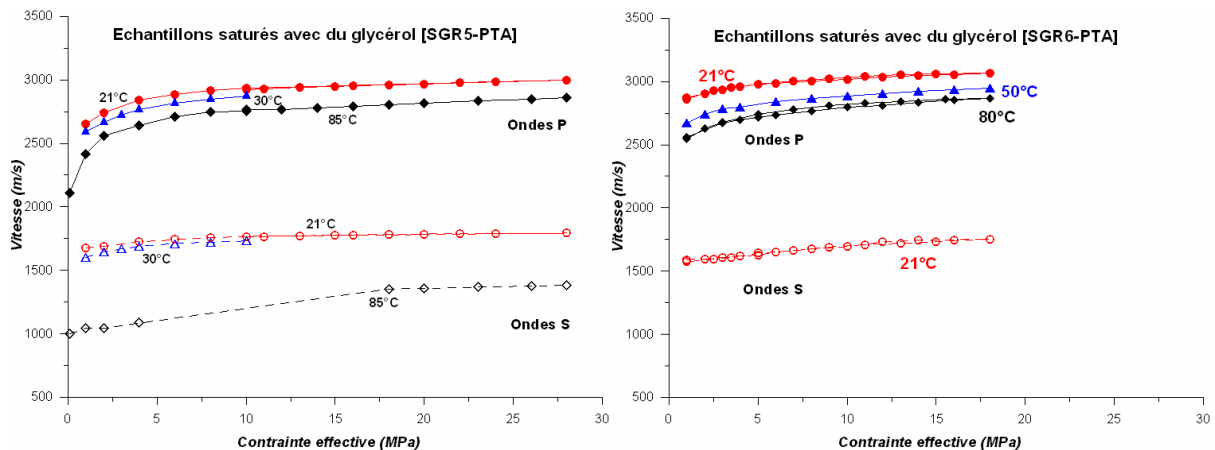 Echantillons saturés avec du glycérol [SGR5-PTA]
3500
3000
2500
2000
1500
1000
500
Vitesse (m/s)
21°C
30°C
85°C
Ondes P
21°C
30°C
85°C
Ondes S
0
5
10
15
20
25
30
Contrainte effective (MPa)
Echantillons saturés avec du glycérol [SGR6-PTA]
3500
3000
2500
2000
1500
1000
500
Vitesse (m/s)
21°C
50°C
80°C
Ondes P
21°C
Ondes S
0
5
10
15
20
25
30
Contrainte effective (MPa)